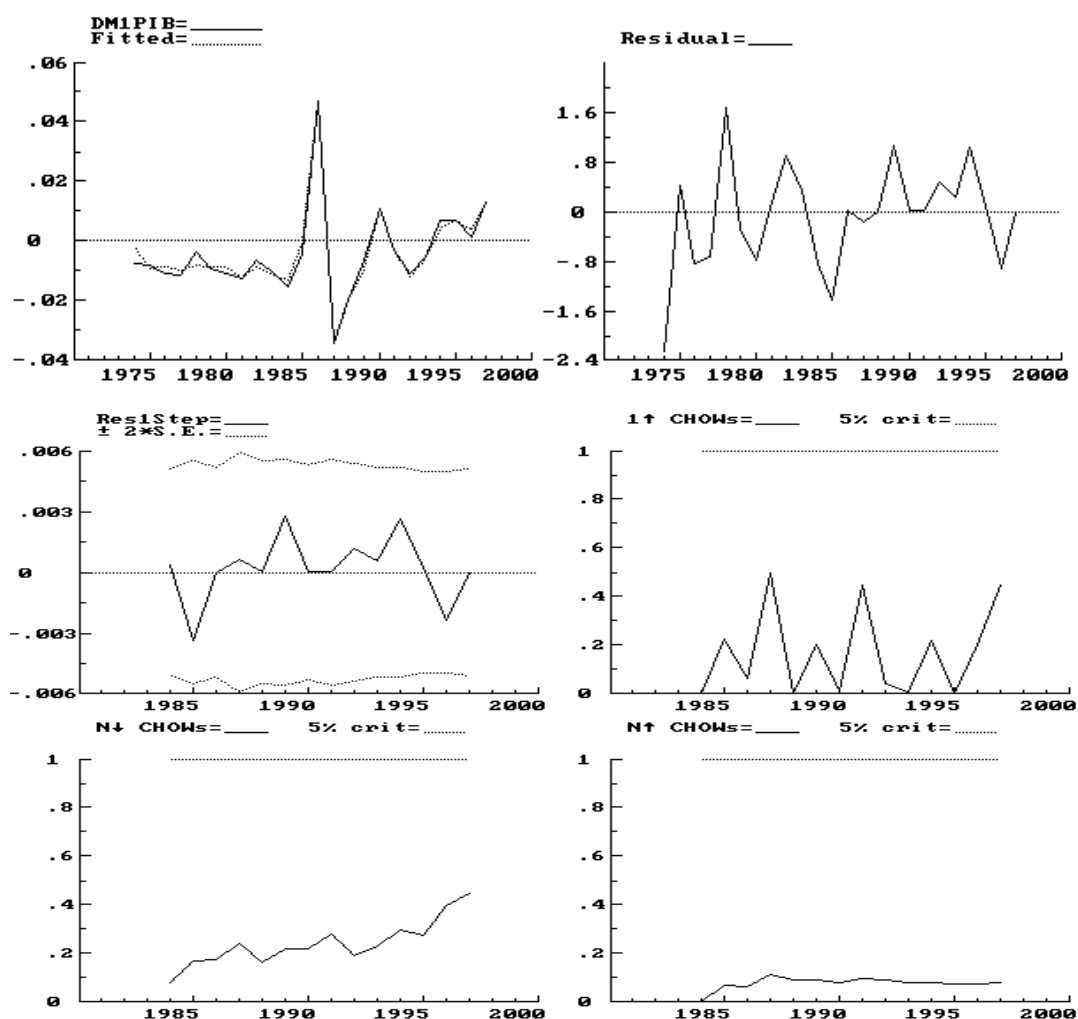 DM1PIB=
Fitted=
.06
.04
.02
0
-.02
-.04
1975 1980 1985 1990 1995 2000
Residual=
1.6
.8
0
-.8
-1.6
-2.4
1975 1980 1985 1990 1995 2000
Res1Step=
± 2*S.E.=
.006
.003
0
-.003
-.006
1985 1990 1995 2000
1↑ CHOWs= 5% crit=
1
.8
.6
.4
.2
0
1985 1990 1995 2000
N↓ CHOWs= 5% crit=
1
.8
.6
.4
.2
0
1985 1990 1995 2000
N↑ CHOWs= 5% crit=
1
.8
.6
.4
.2
0
1985 1990 1995 2000